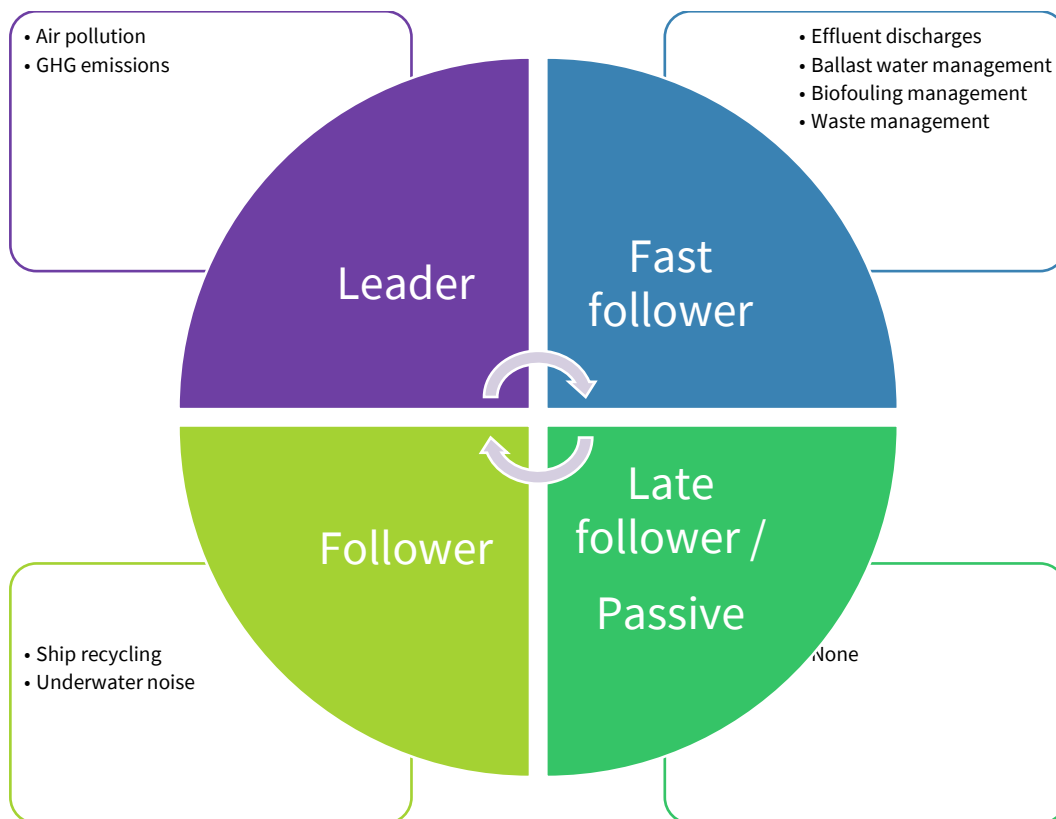 • Air pollution
• GHG emissions
• Effluent discharges
• Ballast water management
• Biofouling management
• Waste management
Leader
Fast
follower
Follower
Late
follower /
Passive
• Ship recycling
• Underwater noise
None